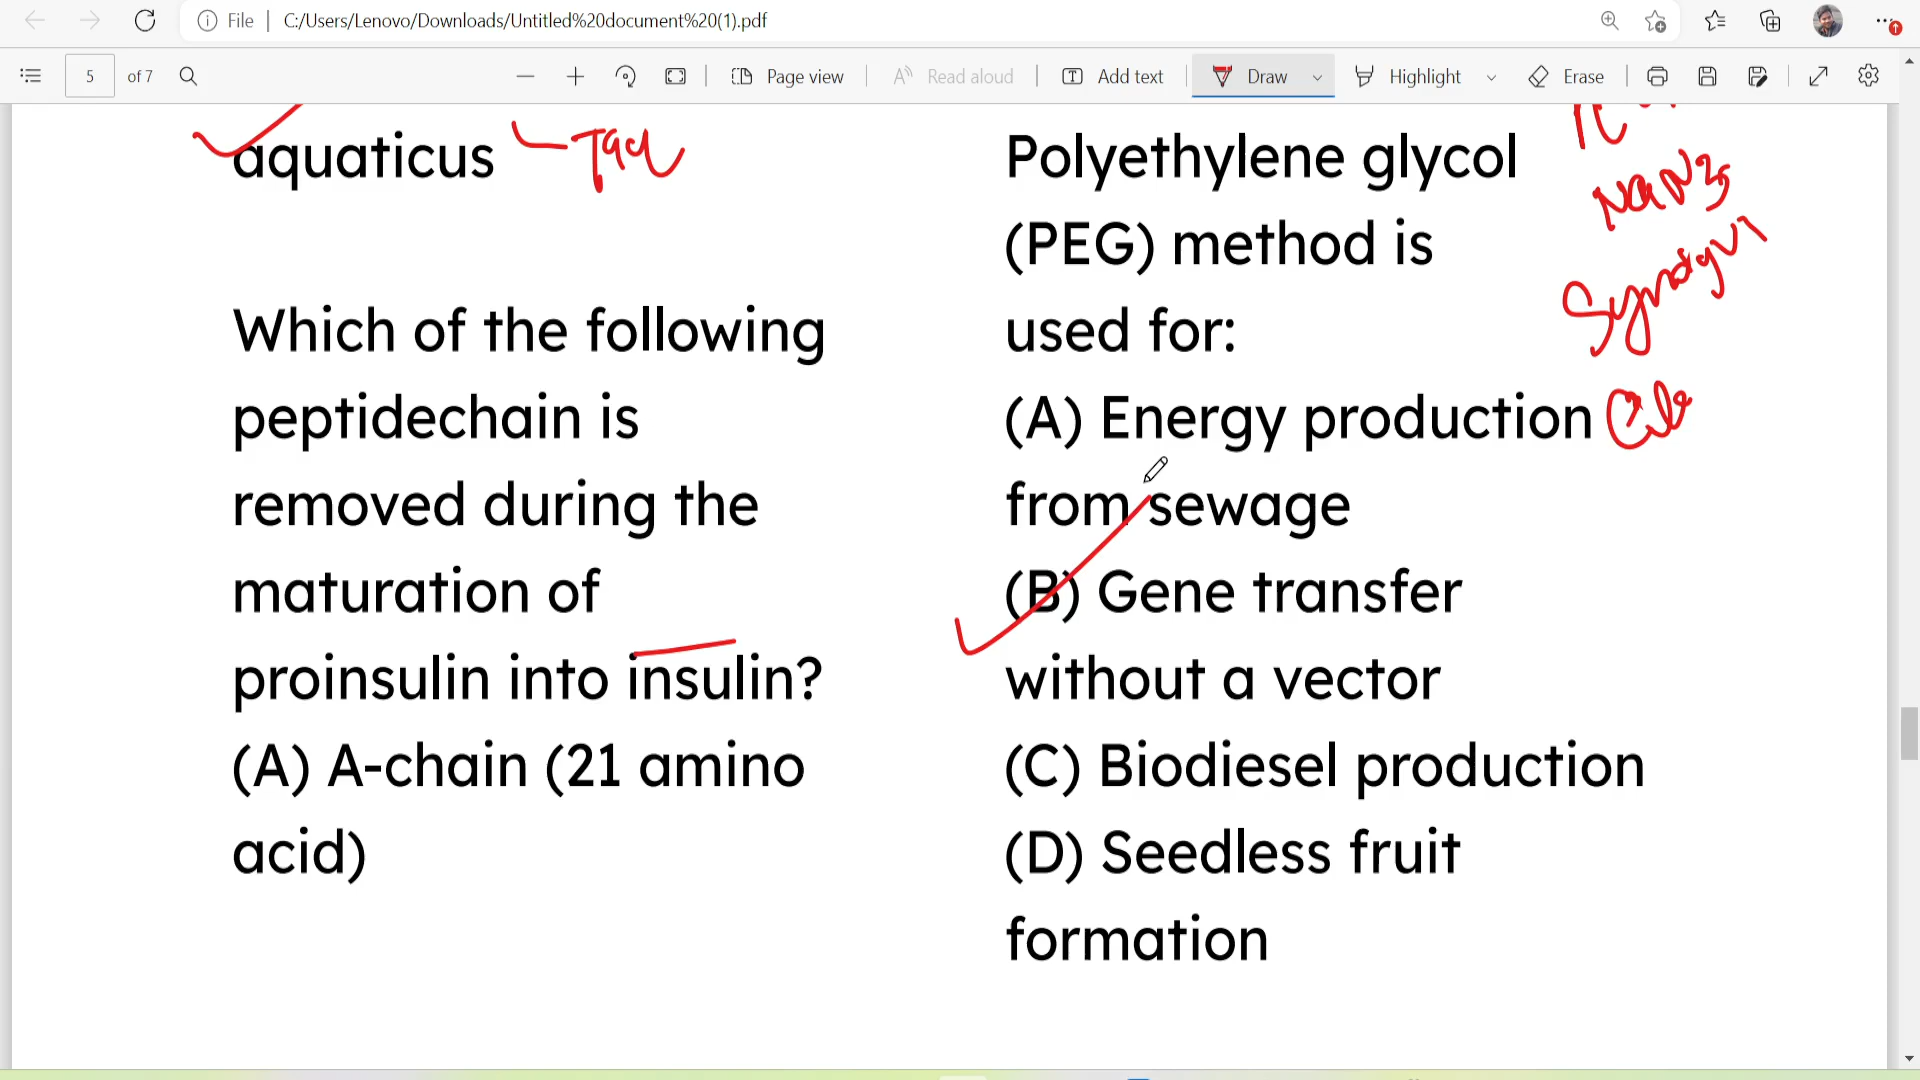 File
C:/Users/Lenovo/Downloads/Untitled%20document%20(1).pdf
5 of 7
Page view
Read aloud
Add text
Draw
Highlight
Erase
aquaticus
Taq
Which of the following
peptidechain is
removed during the
maturation of
proinsulin into insulin?
(A) A-chain (21 amino
acid)
Polyethylene glycol
(PEG) method is
used for:
(A) Energy production
from sewage
(B) Gene transfer
without a vector
(C) Biodiesel production
(D) Seedless fruit
formation
NaN3